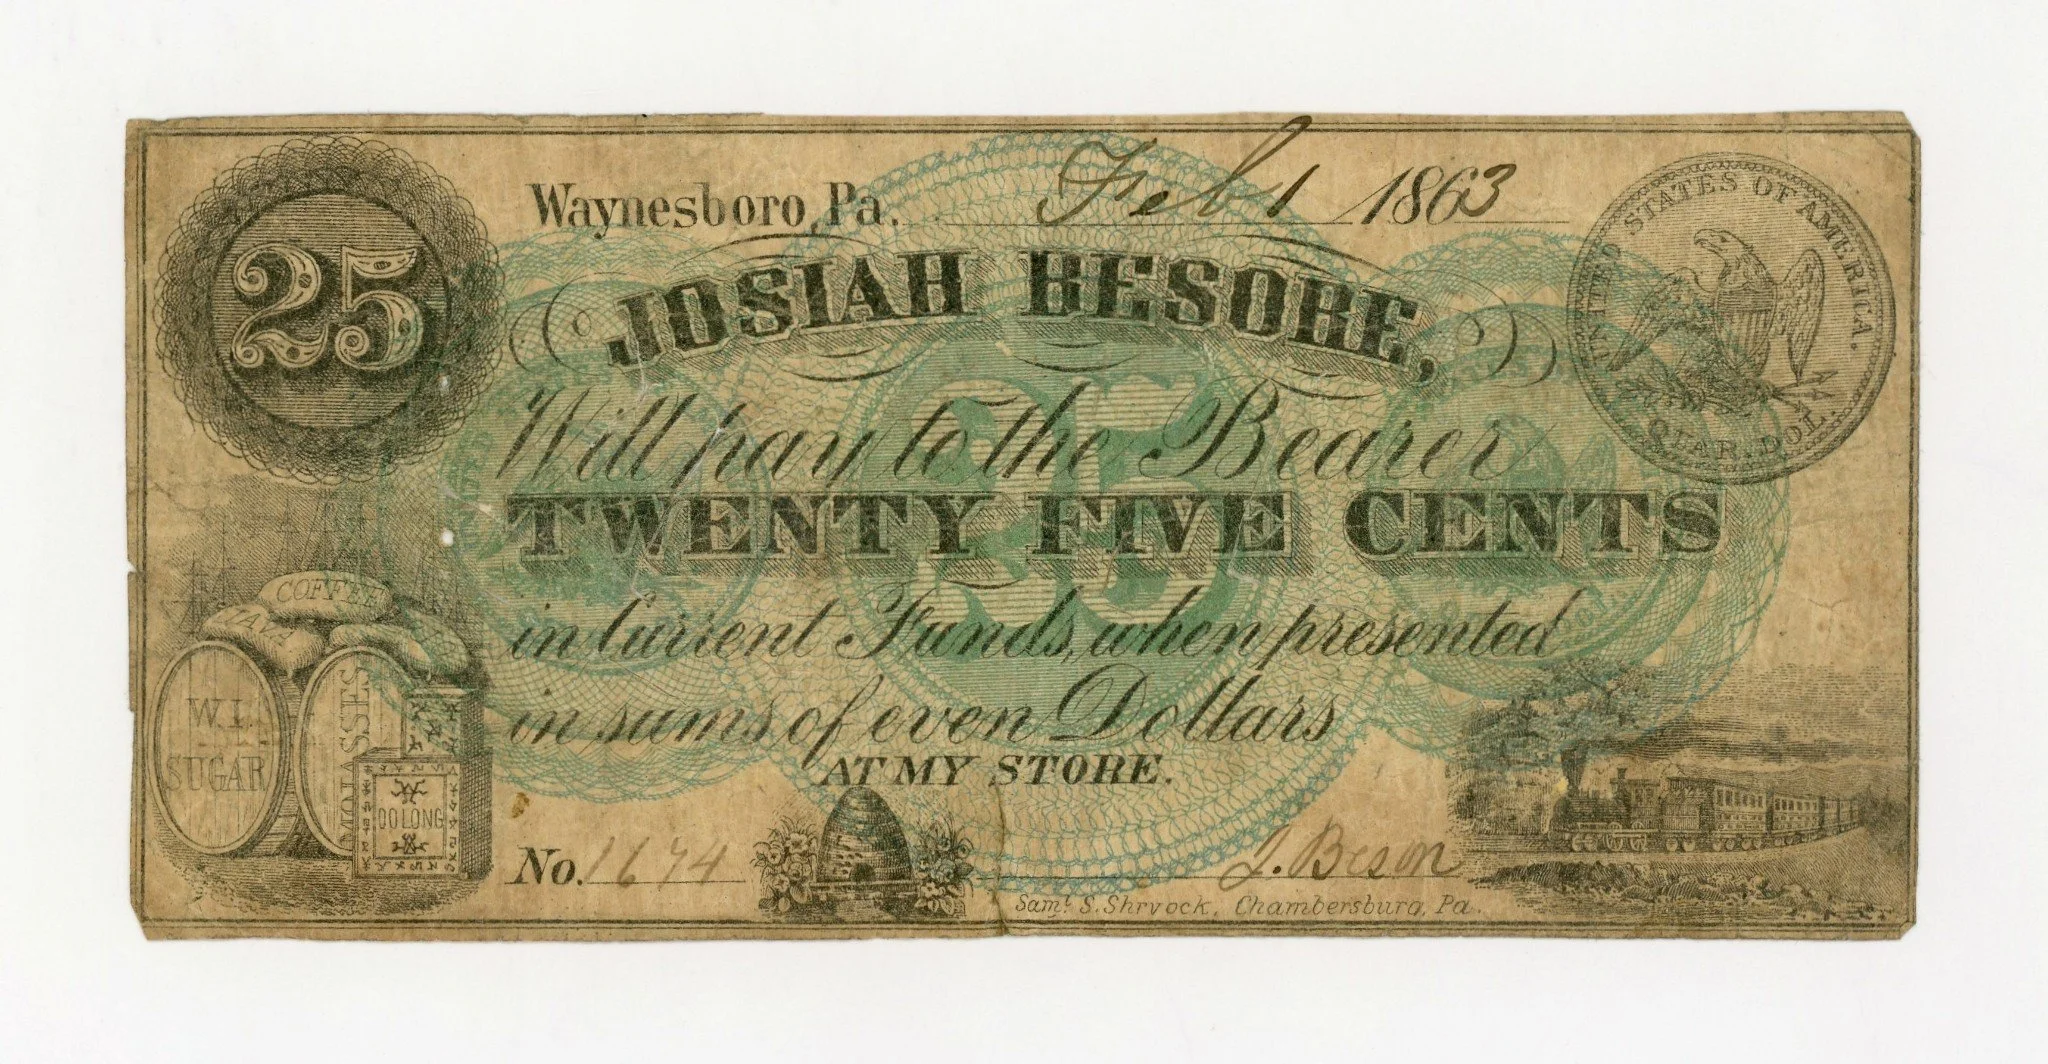 25
Waynesboro, Pa. Feb 1 1863
UNITED STATES OF AMERICA.
QUAR. DOL.
JOSIAH BESORE,
25
Will pay to the Bearer
TWENTY FIVE CENTS
in Current Funds, when presented
in sums of even Dollars
AT MY STORE.
COFFEE
JAVA
W.I.
SUGAR
MOLASSES
OOLONG
No. 1674
J. Besore
Saml. S. Shryock, Chambersburg, Pa.